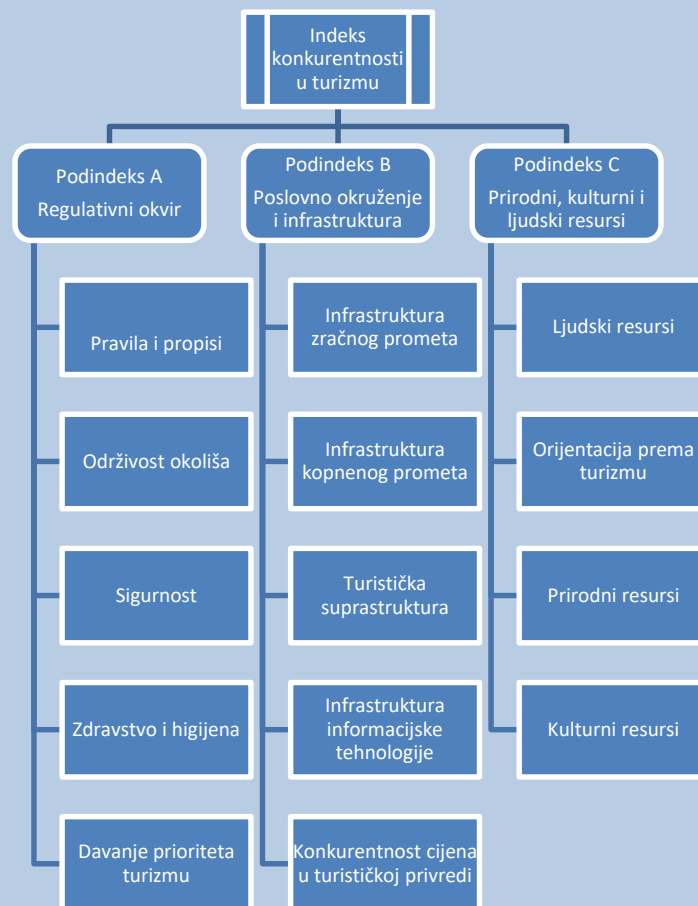 Indeks
konkurentnosti
u turizmu
Podindeks A
Regulativni okvir
Podindeks B
Poslovno okruženje
i infrastruktura
Podindeks C
Prirodni, kulturni i
ljudski resursi
Pravila i propisi
Održivost okoliša
Sigurnost
Zdravstvo i higijena
Davanje prioriteta
turizmu
Infrastruktura
zračnog prometa
Infrastruktura
kopnenog prometa
Turistička
suprastruktura
Infrastruktura
informacijske
tehnologije
Konkurentnost cijena
u turističkoj privredi
Ljudski resursi
Orijentacija prema
turizmu
Prirodni resursi
Kulturni resursi